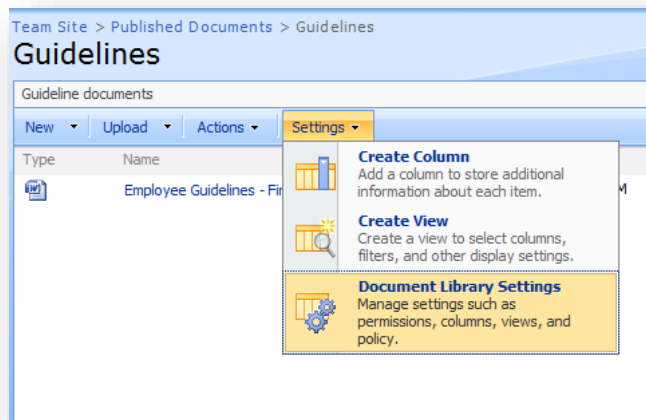 Team Site > Published Documents > Guidelines
Guidelines
Guideline documents
New Upload Actions Settings
Type Name
Employee Guidelines - Fin M
Create Column
Add a column to store additional
information about each item.
Create View
Create a view to select columns,
filters, and other display settings.
Document Library Settings
Manage settings such as
permissions, columns, views, and
policy.